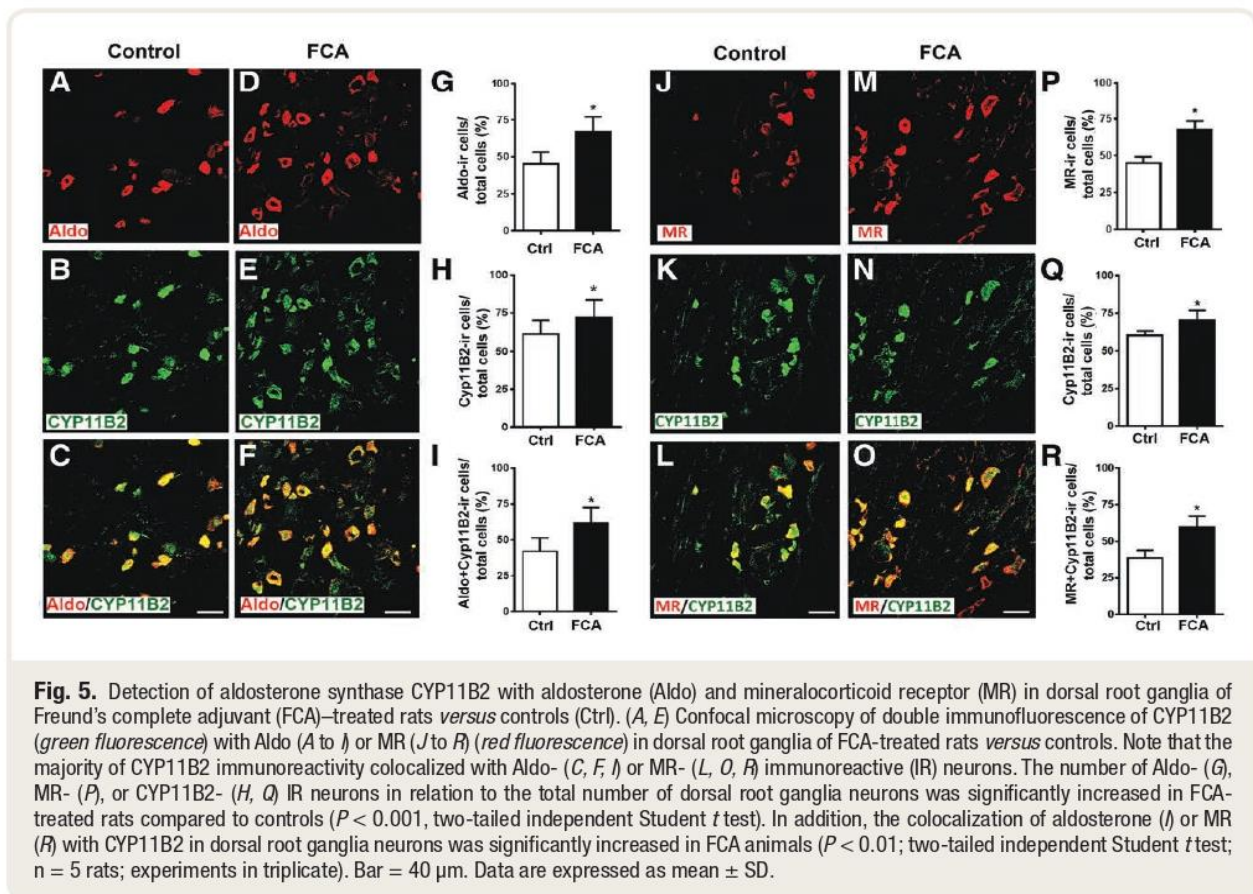 Control
FCA
Control
FCA
A
D
G
J
M
P
100
75
50
25
0
Aldo-ir cells/
total cells (%)
*
Ctrl
FCA
100
75
50
25
0
MR-ir cells/
total cells (%)
*
Ctrl
FCA
Aldo
Aldo
MR
MR
B
E
H
K
N
Q
100
75
50
25
0
Cyp11B2-ir cells/
total cells (%)
*
Ctrl
FCA
100
75
50
25
0
Cyp11B2-ir cells/
total cells (%)
*
Ctrl
FCA
CYP11B2
CYP11B2
CYP11B2
CYP11B2
C
F
I
L
O
R
100
75
50
25
0
Aldo+Cyp11B2-ir cells/
total cells (%)
*
Ctrl
FCA
100
75
50
25
0
MR+Cyp11B2-ir cells/
total cells (%)
*
Ctrl
FCA
Aldo/CYP11B2
Aldo/CYP11B2
MR/CYP11B2
MR/CYP11B2
Fig. 5. Detection of aldosterone synthase CYP11B2 with aldosterone (Aldo) and mineralocorticoid receptor (MR) in dorsal root ganglia of
Freund's complete adjuvant (FCA)–treated rats versus controls (Ctrl). (A, E) Confocal microscopy of double immunofluorescence of CYP11B2
(green fluorescence) with Aldo (A to I) or MR (J to R) (red fluorescence) in dorsal root ganglia of FCA-treated rats versus controls. Note that the
majority of CYP11B2 immunoreactivity colocalized with Aldo- (C, F, I) or MR- (L, O, R) immunoreactive (IR) neurons. The number of Aldo- (G),
MR- (P), or CYP11B2- (H, Q) IR neurons in relation to the total number of dorsal root ganglia neurons was significantly increased in FCA-
treated rats compared to controls (P < 0.001, two-tailed independent Student t test). In addition, the colocalization of aldosterone (I) or MR
(R) with CYP11B2 in dorsal root ganglia neurons was significantly increased in FCA animals (P < 0.01; two-tailed independent Student t test;
n = 5 rats; experiments in triplicate). Bar = 40 µm. Data are expressed as mean ± SD.